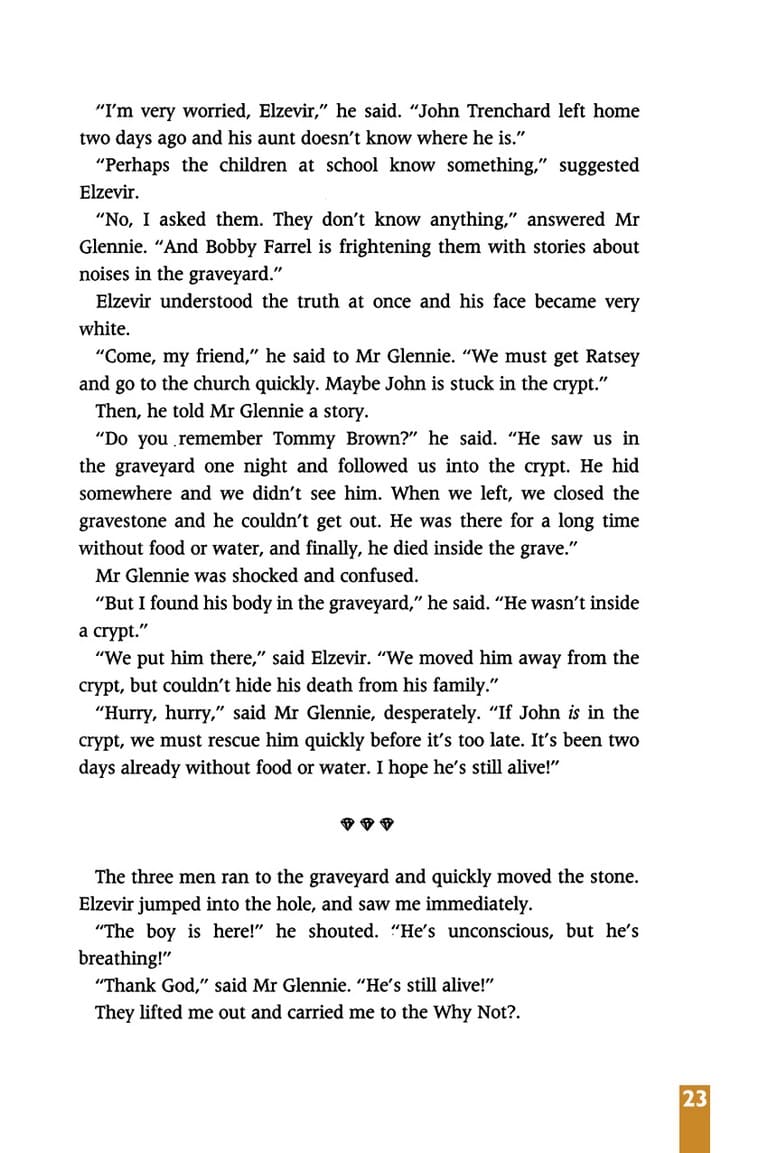 “I’m very worried, Elzevir,” he said. “John Trenchard left home
two days ago and his aunt doesn’t know where he is.”
“Perhaps the children at school know something,” suggested
Elzevir.
“No, I asked them. They don’t know anything,” answered Mr
Glennie. “And Bobby Farrel is frightening them with stories about
noises in the graveyard.”
Elzevir understood the truth at once and his face became very
white.
“Come, my friend,” he said to Mr Glennie. “We must get Ratsey
and go to the church quickly. Maybe John is stuck in the crypt.”
Then, he told Mr Glennie a story.
“Do you remember Tommy Brown?” he said. “He saw us in
the graveyard one night and followed us into the crypt. He hid
somewhere and we didn’t see him. When we left, we closed the
gravestone and he couldn’t get out. He was there for a long time
without food or water, and finally, he died inside the grave.”
Mr Glennie was shocked and confused.
“But I found his body in the graveyard,” he said. “He wasn’t inside
a crypt.”
“We put him there,” said Elzevir. “We moved him away from the
crypt, but couldn’t hide his death from his family.”
“Hurry, hurry,” said Mr Glennie, desperately. “If John is in the
crypt, we must rescue him quickly before it’s too late. It’s been two
days already without food or water. I hope he’s still alive!”
The three men ran to the graveyard and quickly moved the stone.
Elzevir jumped into the hole, and saw me immediately.
“The boy is here!” he shouted. “He’s unconscious, but he’s
breathing!”
“Thank God,” said Mr Glennie. “He’s still alive!”
They lifted me out and carried me to the Why Not?.
23